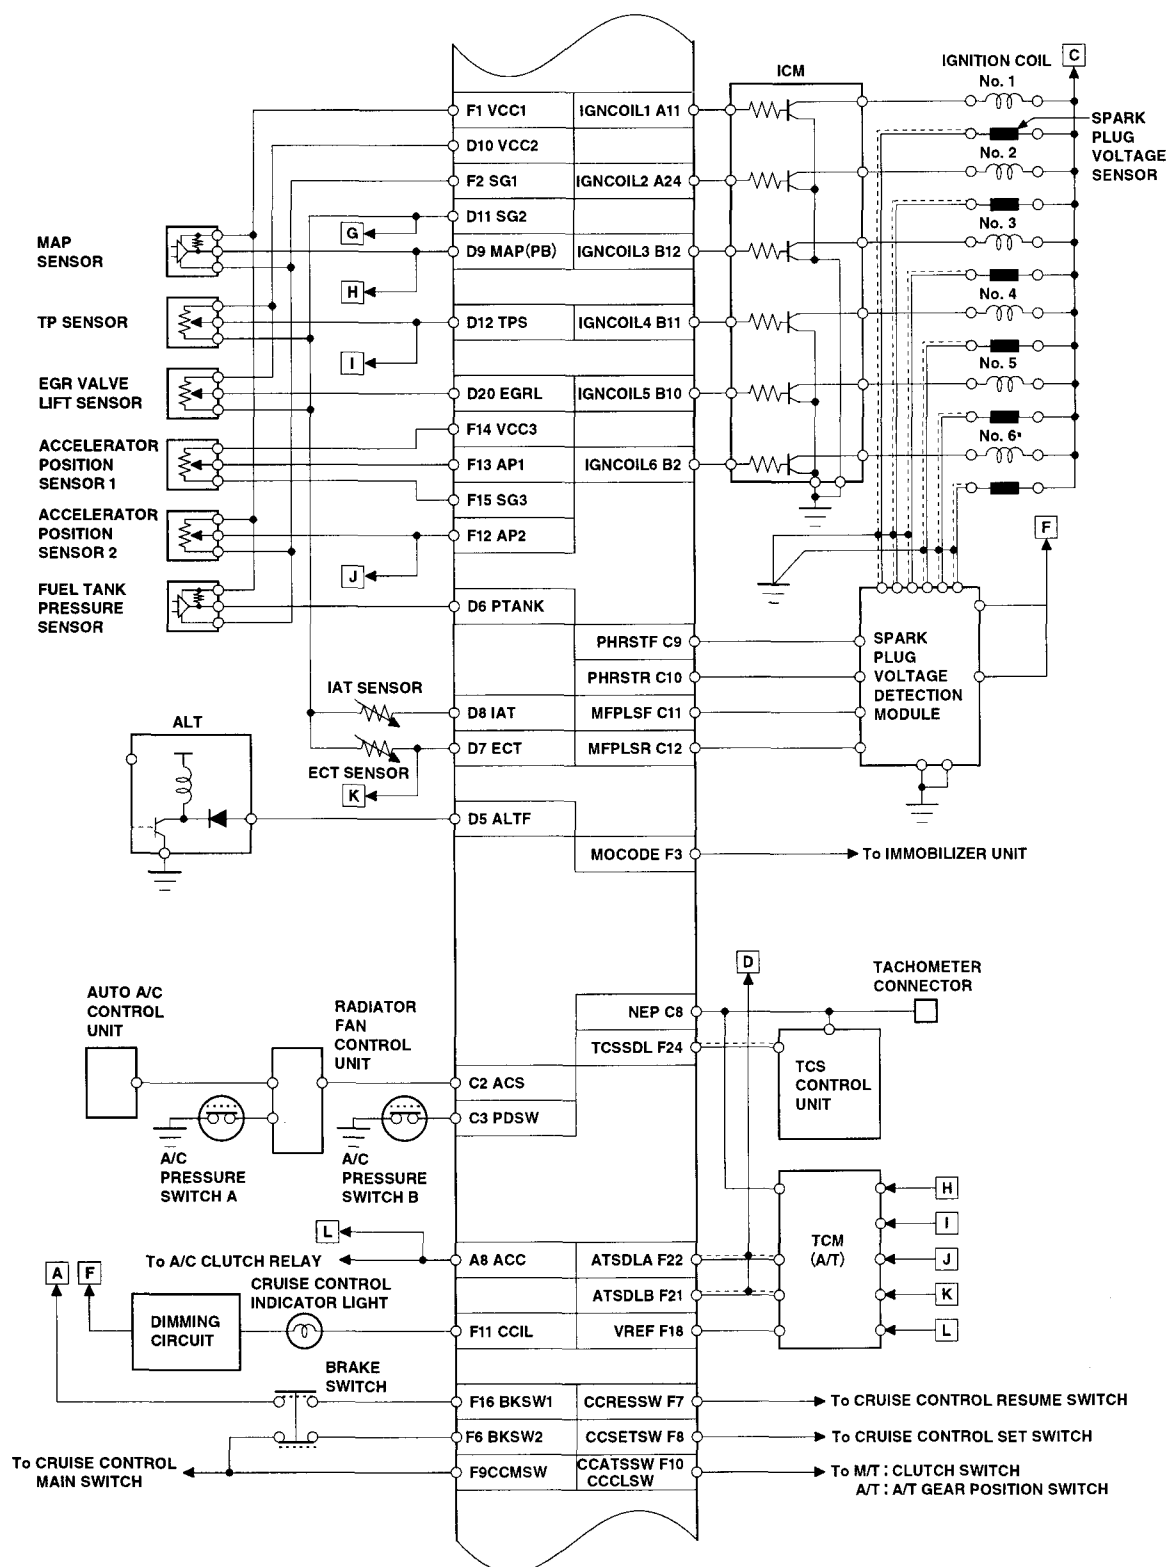 C
IGNITION COIL
ICM
No. 1
F1 VCC1
IGNCOIL1 A11
SPARK
PLUG
VOLTAGE
SENSOR
D10 VCC2
No. 2
F2 SG1
IGNCOIL2 A24
D11 SG2
G
No. 3
MAP
SENSOR
D9 MAP(PB)
IGNCOIL3 B12
H
No. 4
TP SENSOR
D12 TPS
IGNCOIL4 B11
I
No. 5
EGR VALVE
LIFT SENSOR
D20 EGRL
IGNCOIL5 B10
F14 VCC3
No. 6
ACCELERATOR
POSITION
SENSOR 1
F13 AP1
IGNCOIL6 B2
F15 SG3
ACCELERATOR
POSITION
SENSOR 2
F12 AP2
F
J
FUEL TANK
PRESSURE
SENSOR
D6 PTANK
PHRSTF C9
SPARK
PLUG
VOLTAGE
DETECTION
MODULE
PHRSTR C10
IAT SENSOR
D8 IAT
MFPLSF C11
ALT
D7 ECT
MFPLSR C12
ECT SENSOR
K
D5 ALTF
MOCODE F3
To IMMOBILIZER UNIT
D
TACHOMETER
CONNECTOR
AUTO A/C
CONTROL
UNIT
RADIATOR
FAN
CONTROL
UNIT
NEP C8
TCSSDL F24
TCS
CONTROL
UNIT
C2 ACS
C3 PDSW
A/C
PRESSURE
SWITCH A
A/C
PRESSURE
SWITCH B
H
L
I
TCM
(A/T)
To A/C CLUTCH RELAY
A8 ACC
ATSDLA F22
J
A
F
CRUISE CONTROL
INDICATOR LIGHT
ATSDLB F21
K
DIMMING
CIRCUIT
F11 CCIL
VREF F18
L
BRAKE
SWITCH
F16 BKSW1
CCRESSW F7
To CRUISE CONTROL RESUME SWITCH
F6 BKSW2
CCSETSW F8
To CRUISE CONTROL SET SWITCH
To CRUISE CONTROL
MAIN SWITCH
F9CCMSW
CCATSSW F10
CCCLSW
To M/T : CLUTCH SWITCH
A/T : A/T GEAR POSITION SWITCH